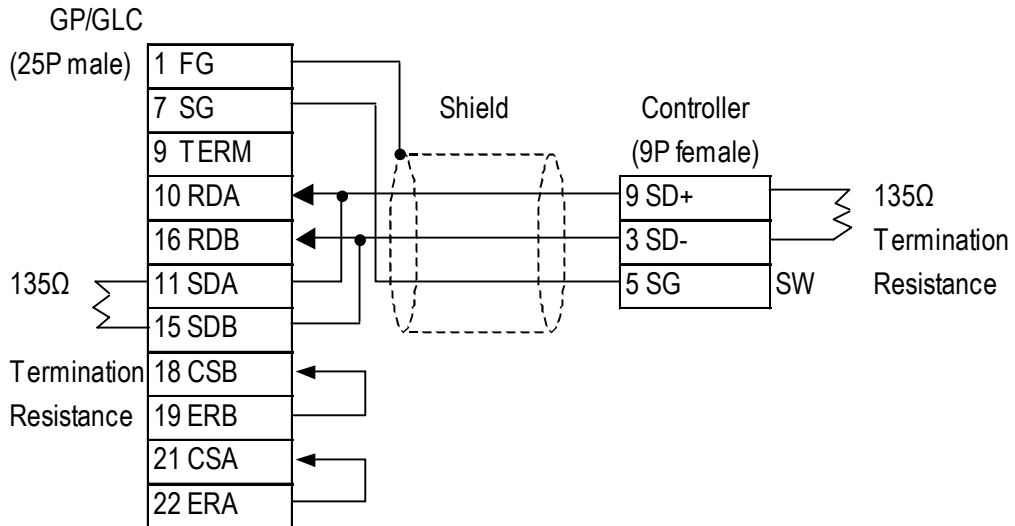 GP/GLC
(25P male)
1 FG
7 SG
9 TERM
10 RDA
16 RDB
11 SDA
15 SDB
18 CSB
19 ERB
21 CSA
22 ERA
135Ω
Termination
Resistance
Shield
Controller
(9P female)
9 SD+
3 SD-
5 SG
SW
135Ω
Termination
Resistance